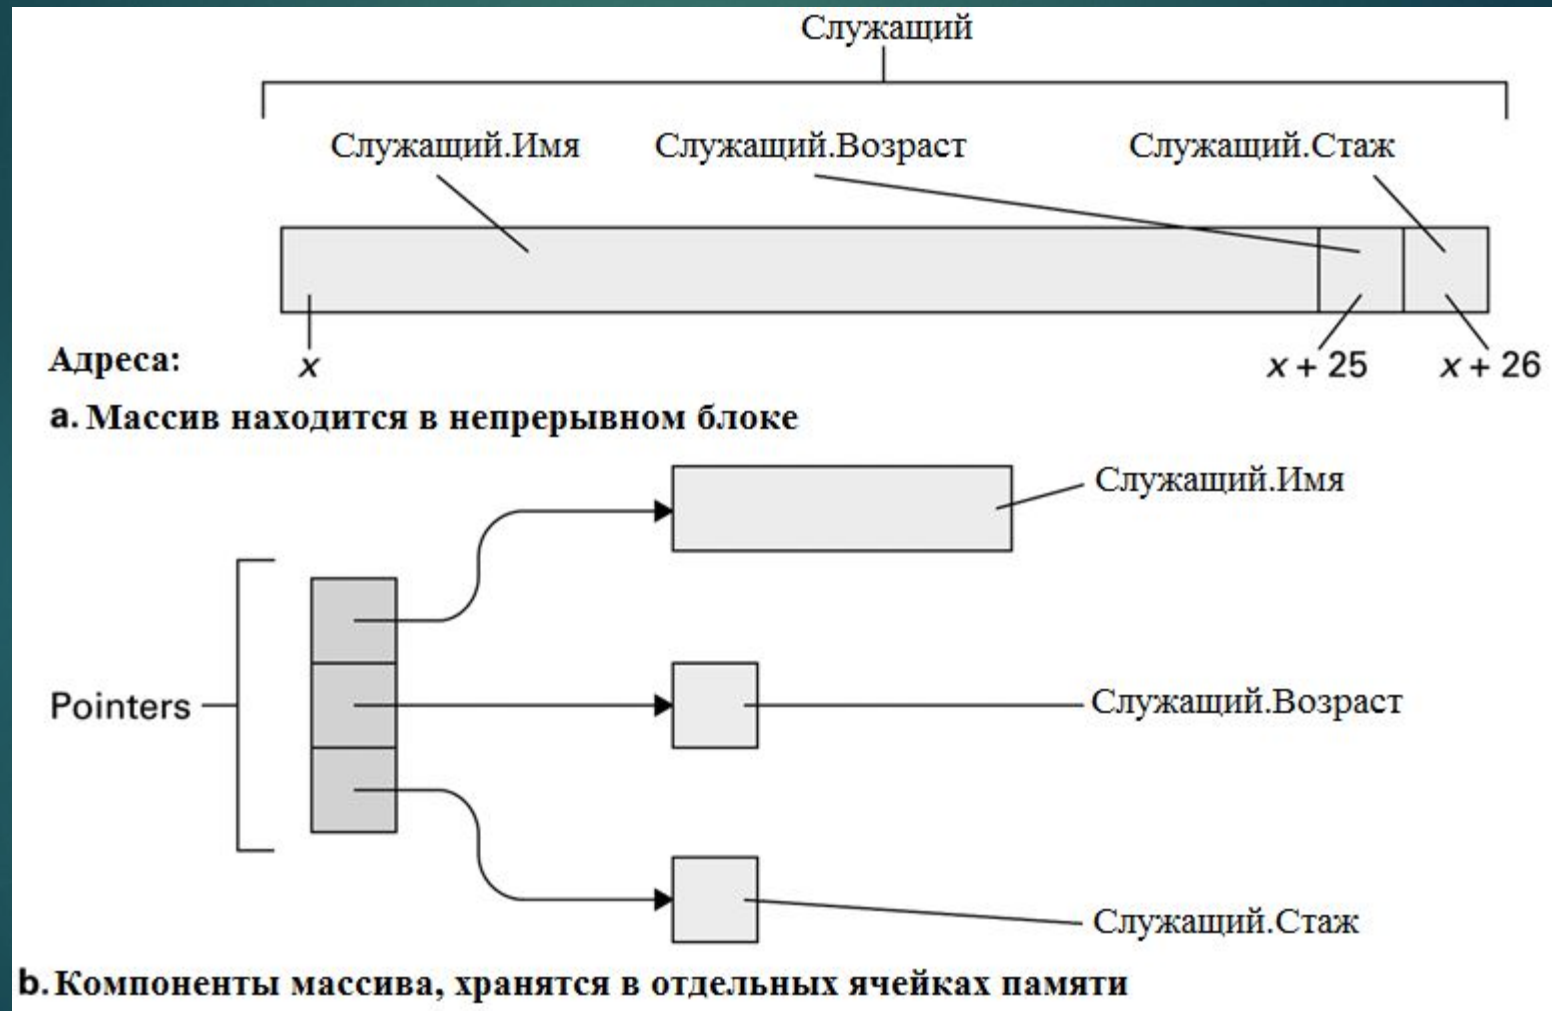 Служащий
Служащий.Имя Служащий.Возраст Служащий.Стаж
Адреса: x x + 25 x + 26
a. Массив находится в непрерывном блоке
Служащий.Имя
Pointers Служащий.Возраст
Служащий.Стаж
b. Компоненты массива, хранятся в отдельных ячейках памяти